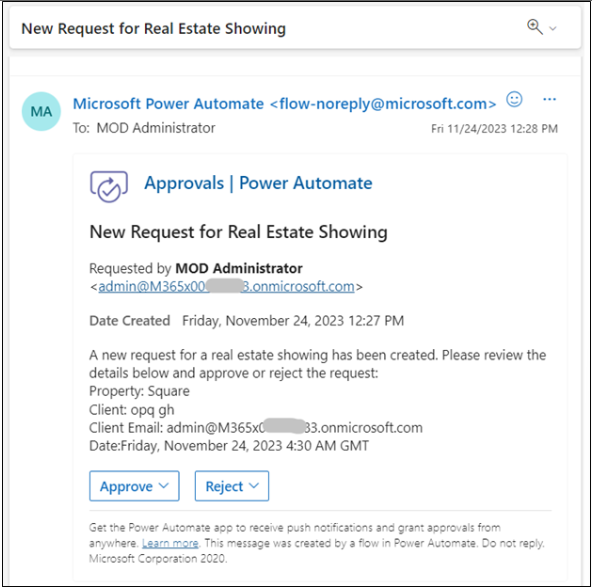 New Request for Real Estate Showing
MA
Microsoft Power Automate <flow-noreply@microsoft.com>
To: MOD Administrator
Fri 11/24/2023 12:28 PM
Approvals | Power Automate
New Request for Real Estate Showing
Requested by MOD Administrator
<admin@M365x00 3.onmicrosoft.com>
Date Created Friday, November 24, 2023 12:27 PM
A new request for a real estate showing has been created. Please review the
details below and approve or reject the request:
Property: Square
Client: opq gh
Client Email: admin@M365x0 33.onmicrosoft.com
Date:Friday, November 24, 2023 4:30 AM GMT
Approve
Reject
Get the Power Automate app to receive push notifications and grant approvals from
anywhere. Learn more. This message was created by a flow in Power Automate. Do not reply.
Microsoft Corporation 2020.